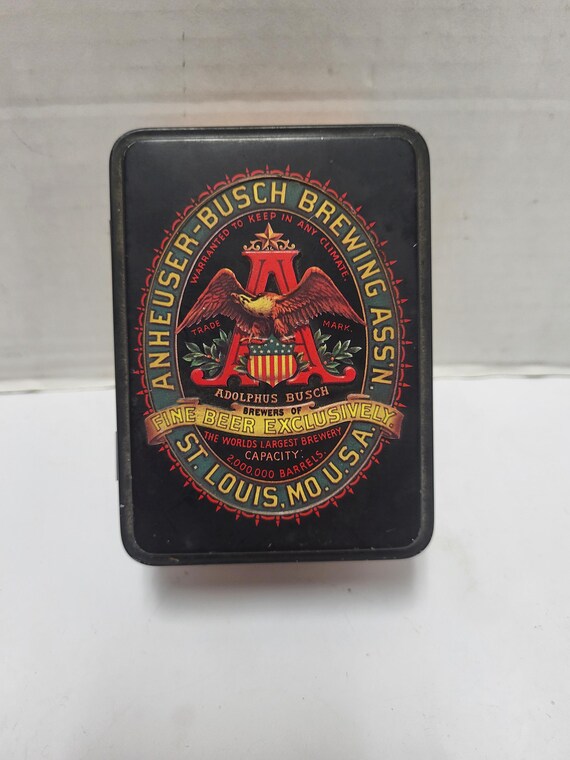 ANHEUSER-BUSCH BREWING ASSN.
WARRANTED TO KEEP IN ANY CLIMATE.
A
TRADE MARK.
ADOLPHUS BUSCH
BREWERS OF
FINE BEER EXCLUSIVELY.
THE WORLDS LARGEST BREWERY
CAPACITY:
2,000,000 BARRELS.
ST. LOUIS, MO. U.S.A.